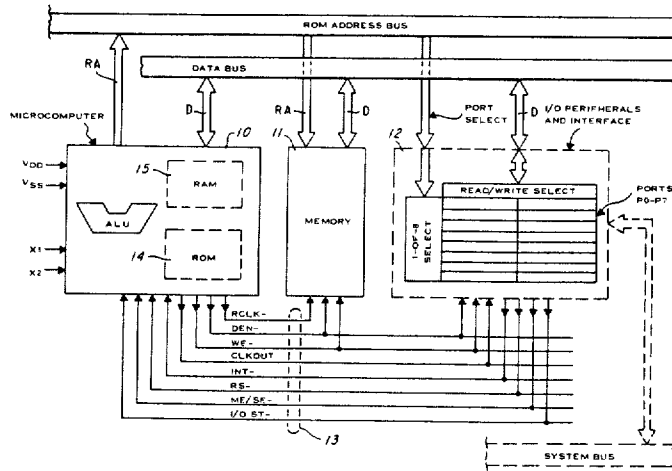 ROM ADDRESS BUS
DATA BUS
RA
D
RA
D
PORT SELECT
D
I/O PERIPHERALS AND INTERFACE
MICROCOMPUTER
10
11
12
VDD
VSS
X1
X2
15
RAM
ALU
14
ROM
MEMORY
READ/WRITE SELECT
1-OF-8 SELECT
PORTS P0-P7
RCLK-
DEN-
WE-
CLKOUT
INT-
RS-
ME/SE-
I/O ST-
13
SYSTEM BUS